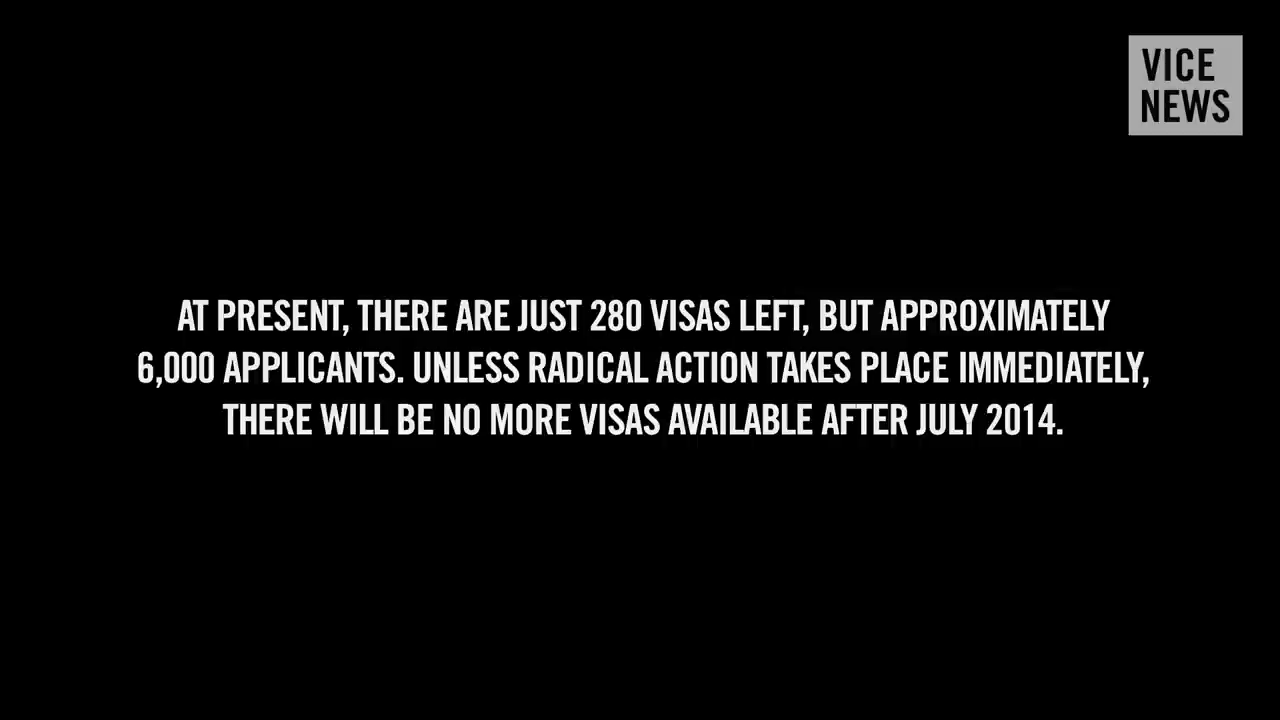 VICE
NEWS
AT PRESENT, THERE ARE JUST 280 VISAS LEFT, BUT APPROXIMATELY
6,000 APPLICANTS. UNLESS RADICAL ACTION TAKES PLACE IMMEDIATELY,
THERE WILL BE NO MORE VISAS AVAILABLE AFTER JULY 2014.